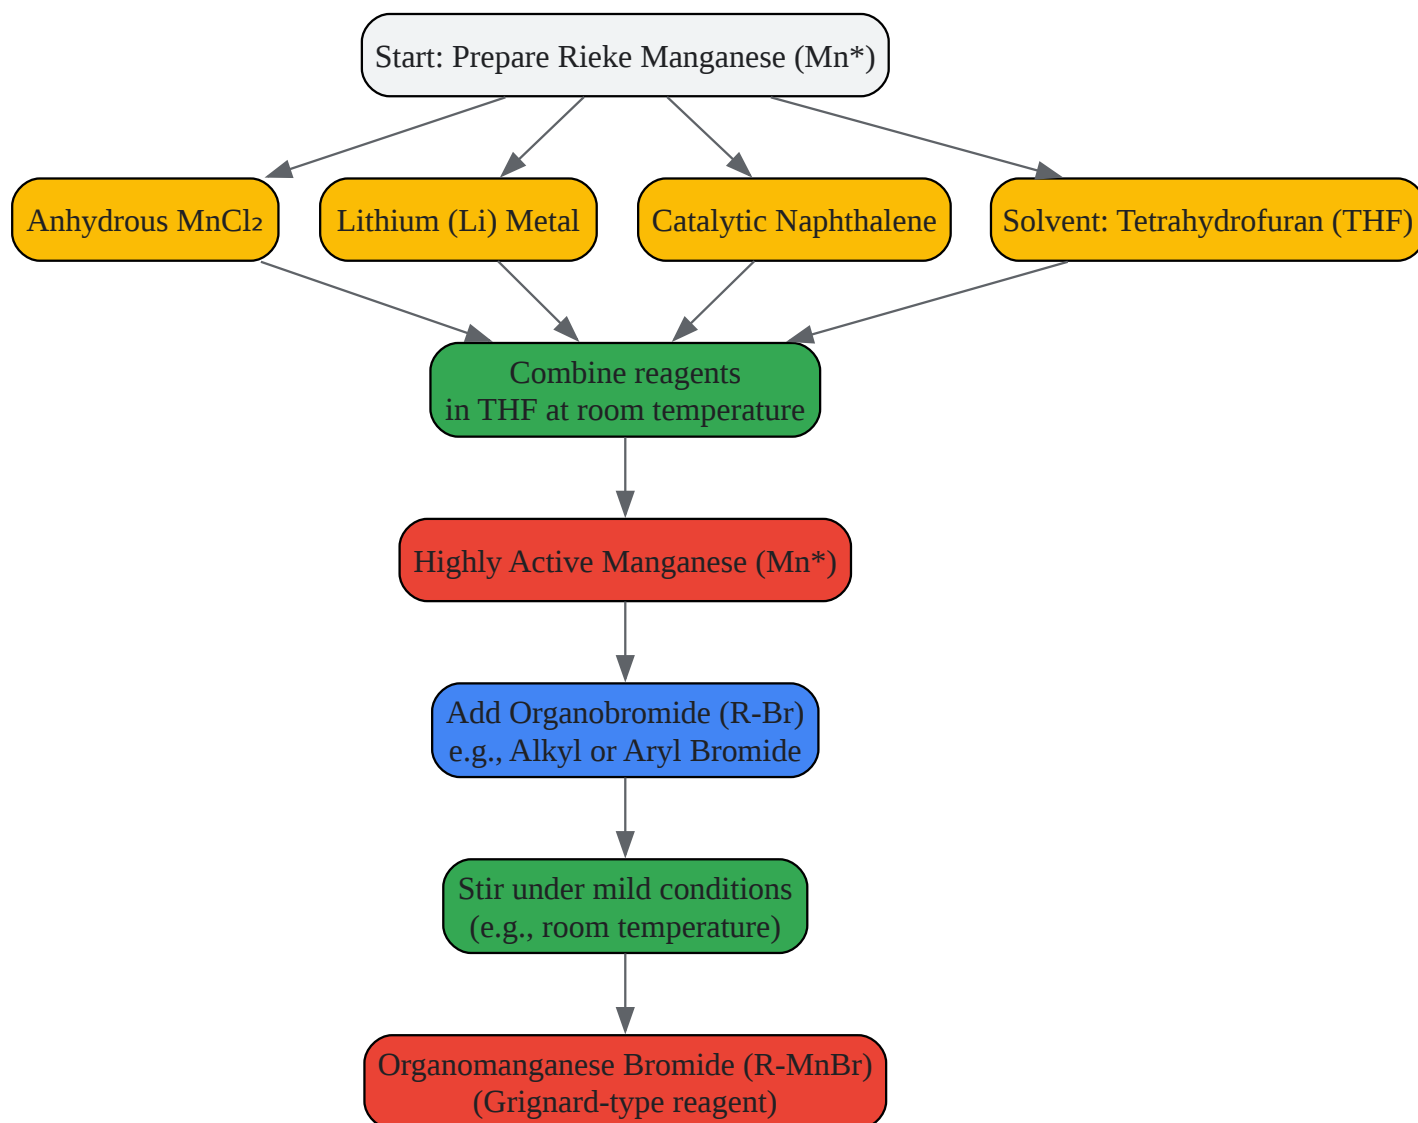 Start: Prepare Rieke Manganese (Mn*)
Anhydrous MnCl₂
Lithium (Li) Metal
Catalytic Naphthalene
Solvent: Tetrahydrofuran (THF)
Combine reagents
in THF at room temperature
Highly Active Manganese (Mn*)
Add Organobromide (R-Br)
e.g., Alkyl or Aryl Bromide
Stir under mild conditions
(e.g., room temperature)
Organomanganese Bromide (R-MnBr)
(Grignard-type reagent)